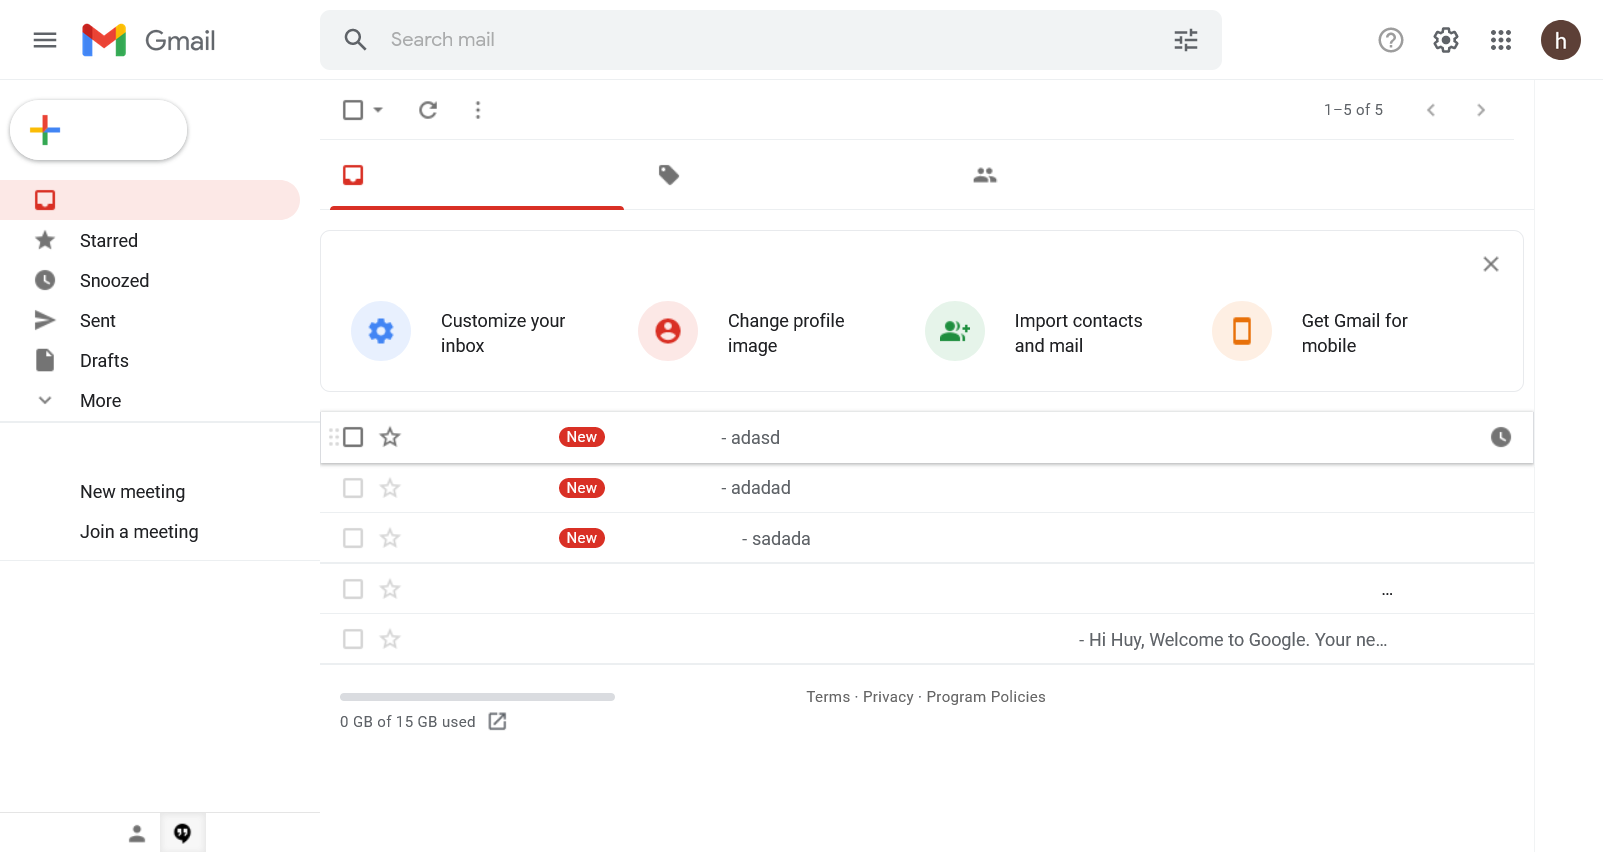 Gmail
Search mail
h
1–5 of 5
Starred
Snoozed
Sent
Drafts
More
New meeting
Join a meeting
Customize your
inbox
Change profile
image
Import contacts
and mail
Get Gmail for
mobile
New - adasd
New - adadad
New - sadada
...
- Hi Huy, Welcome to Google. Your ne...
Terms · Privacy · Program Policies
0 GB of 15 GB used